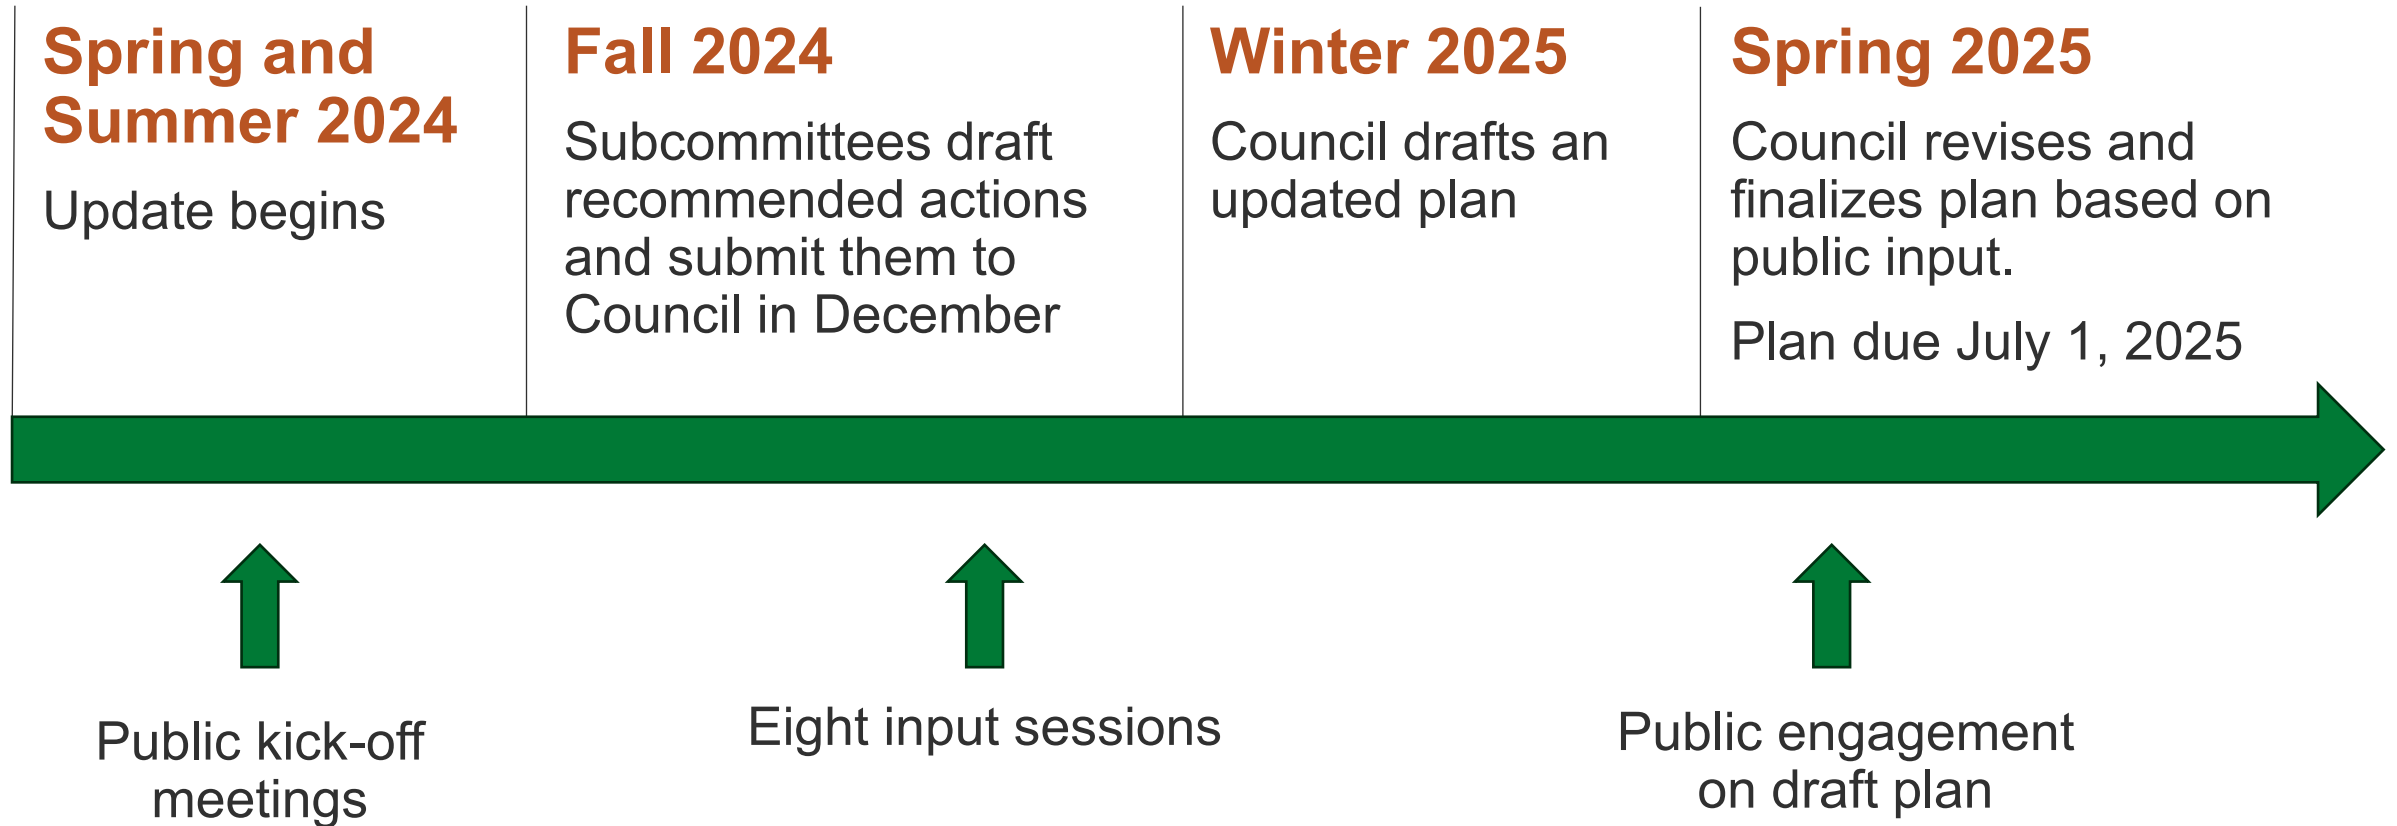 Spring and
Summer 2024
Update begins
Fall 2024
Subcommittees draft
recommended actions
and submit them to
Council in December
Winter 2025
Council drafts an
updated plan
Spring 2025
Council revises and
finalizes plan based on
public input.
Plan due July 1, 2025
Public kick-off
meetings
Eight input sessions
Public engagement
on draft plan